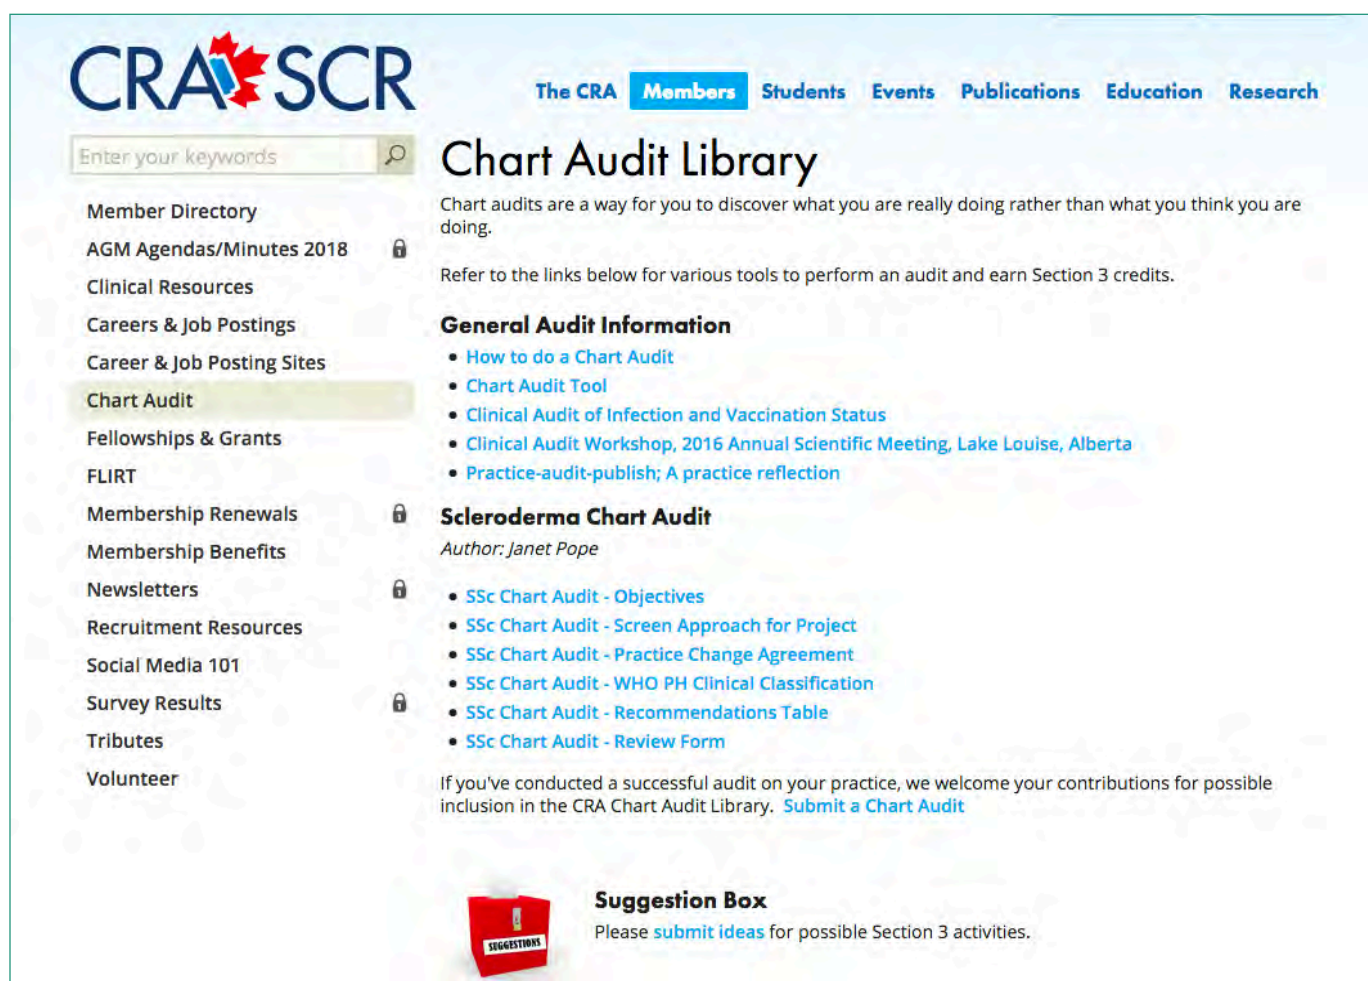 CRA SCR
The CRA Members Students Events Publications Education Research
Enter your keywords
Member Directory
AGM Agendas/Minutes 2018
Clinical Resources
Careers & Job Postings
Career & Job Posting Sites
Chart Audit
Fellowships & Grants
FLIRT
Membership Renewals
Membership Benefits
Newsletters
Recruitment Resources
Social Media 101
Survey Results
Tributes
Volunteer
Chart Audit Library
Chart audits are a way for you to discover what you are really doing rather than what you think you are
doing.
Refer to the links below for various tools to perform an audit and earn Section 3 credits.
General Audit Information
• How to do a Chart Audit
• Chart Audit Tool
• Clinical Audit of Infection and Vaccination Status
• Clinical Audit Workshop, 2016 Annual Scientific Meeting, Lake Louise, Alberta
• Practice-audit-publish; A practice reflection
Scleroderma Chart Audit
Author: Janet Pope
• SSc Chart Audit - Objectives
• SSc Chart Audit - Screen Approach for Project
• SSc Chart Audit - Practice Change Agreement
• SSc Chart Audit - WHO PH Clinical Classification
• SSc Chart Audit - Recommendations Table
• SSc Chart Audit - Review Form
If you've conducted a successful audit on your practice, we welcome your contributions for possible
inclusion in the CRA Chart Audit Library. Submit a Chart Audit
SUGGESTIONS
Suggestion Box
Please submit ideas for possible Section 3 activities.